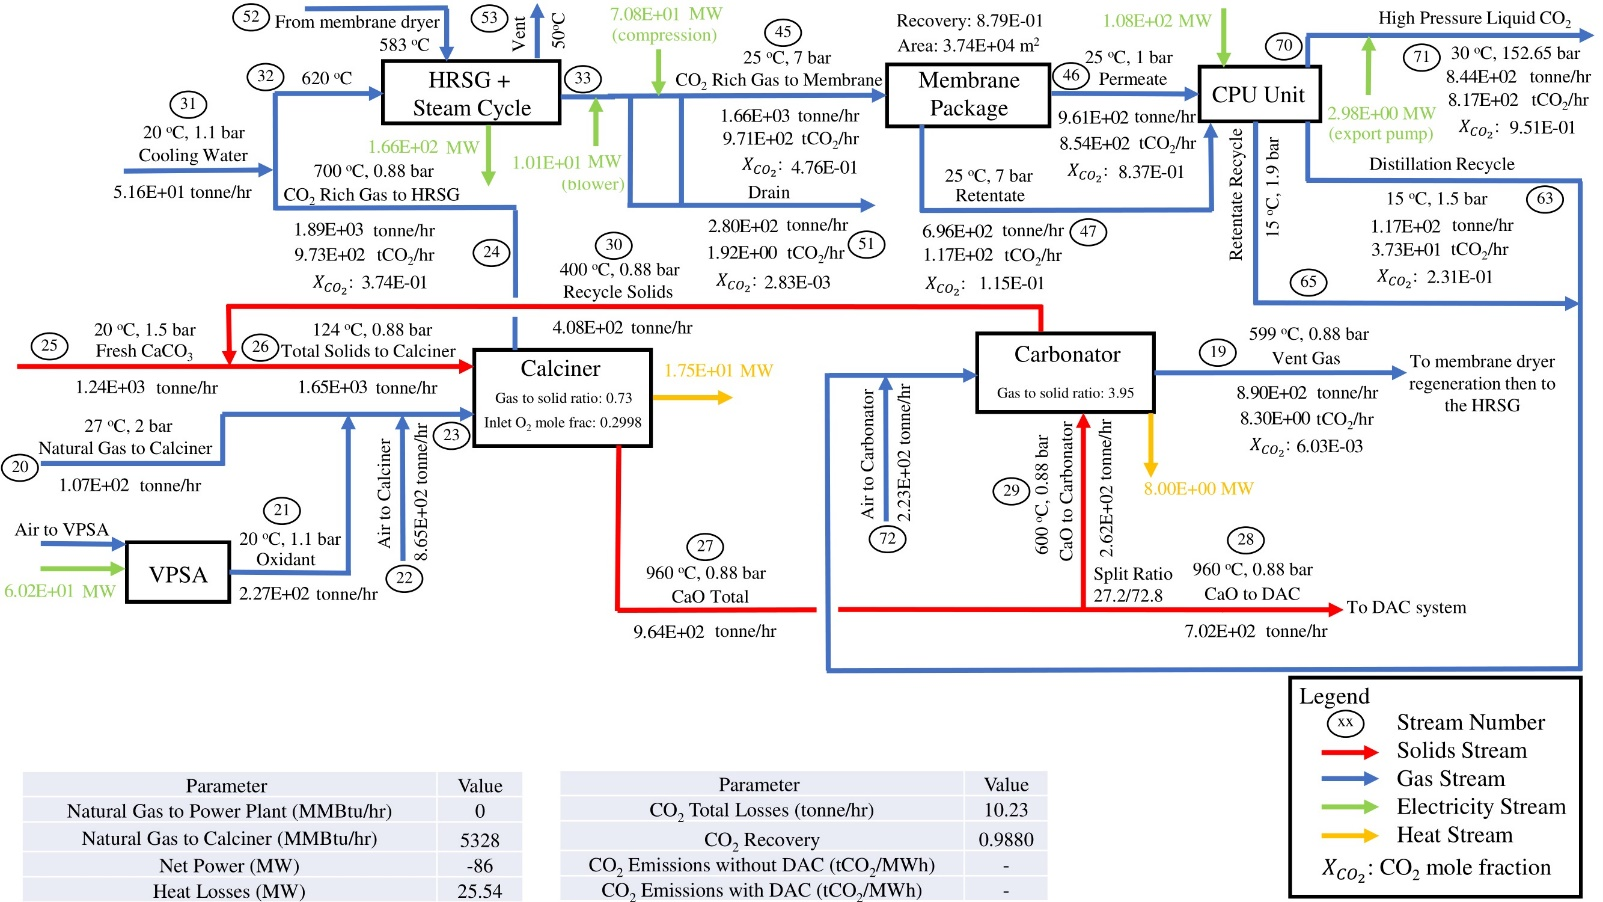 52
From membrane dryer
583 °C
53
Vent
50°C
7.08E+01 MW
(compression)
45
25 °C, 7 bar
CO2 Rich Gas to Membrane
1.66E+03 tonne/hr
9.71E+02 tCO2/hr
XCO2: 4.76E-01
Recovery: 8.79E-01
Area: 3.74E+04 m²
Membrane
Package
46
25 °C, 1 bar
Permeate
9.61E+02 tonne/hr
8.54E+02 tCO2/hr
XCO2: 8.37E-01
1.08E+02 MW
CPU Unit
70
High Pressure Liquid CO2
71
30 °C, 152.65 bar
8.44E+02 tonne/hr
8.17E+02 tCO2/hr
XCO2: 9.51E-01
2.98E+00 MW
(export pump)
32
620 °C
HRSG +
Steam Cycle
33
31
20 °C, 1.1 bar
Cooling Water
5.16E+01 tonne/hr
1.66E+02 MW
1.01E+01 MW
(blower)
700 °C, 0.88 bar
CO2 Rich Gas to HRSG
1.89E+03 tonne/hr
9.73E+02 tCO2/hr
XCO2: 3.74E-01
24
Drain
2.80E+02 tonne/hr
1.92E+00 tCO2/hr
XCO2: 2.83E-03
51
25 °C, 7 bar
Retentate
6.96E+02 tonne/hr
1.17E+02 tCO2/hr
XCO2: 1.15E-01
47
Retentate Recycle
15 °C, 1.9 bar
Distillation Recycle
15 °C, 1.5 bar
1.17E+02 tonne/hr
3.73E+01 tCO2/hr
XCO2: 2.31E-01
63
65
30
400 °C, 0.88 bar
Recycle Solids
4.08E+02 tonne/hr
25
20 °C, 1.5 bar
Fresh CaCO3
1.24E+03 tonne/hr
26
124 °C, 0.88 bar
Total Solids to Calciner
1.65E+03 tonne/hr
Calciner
Gas to solid ratio: 0.73
Inlet O2 mole frac: 0.2998
1.75E+01 MW
Carbonator
Gas to solid ratio: 3.95
19
599 °C, 0.88 bar
Vent Gas
8.90E+02 tonne/hr
8.30E+00 tCO2/hr
XCO2: 6.03E-03
To membrane dryer
regeneration then to
the HRSG
8.00E+00 MW
27 °C, 2 bar
Natural Gas to Calciner
20
1.07E+02 tonne/hr
23
Air to Calciner
8.65E+02 tonne/hr
22
21
20 °C, 1.1 bar
Oxidant
2.27E+02 tonne/hr
Air to VPSA
VPSA
6.02E+01 MW
27
960 °C, 0.88 bar
CaO Total
9.64E+02 tonne/hr
Air to Carbonator
2.23E+02 tonne/hr
72
29
600 °C, 0.88 bar
CaO to Carbonator
2.62E+02 tonne/hr
Split Ratio
27.2/72.8
28
960 °C, 0.88 bar
CaO to DAC
7.02E+02 tonne/hr
To DAC system
Legend
xx Stream Number
Solids Stream
Gas Stream
Electricity Stream
Heat Stream
XCO2: CO2 mole fraction
Parameter Value
Natural Gas to Power Plant (MMBtu/hr) 0
Natural Gas to Calciner (MMBtu/hr) 5328
Net Power (MW) -86
Heat Losses (MW) 25.54
Parameter Value
CO2 Total Losses (tonne/hr) 10.23
CO2 Recovery 0.9880
CO2 Emissions without DAC (tCO2/MWh) -
CO2 Emissions with DAC (tCO2/MWh) -